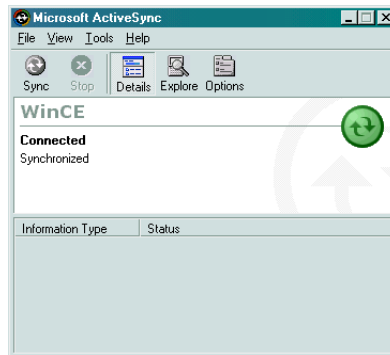 Microsoft ActiveSync
File View Tools Help
Sync Stop Details Explore Options
WinCE
Connected
Synchronized
Information Type Status